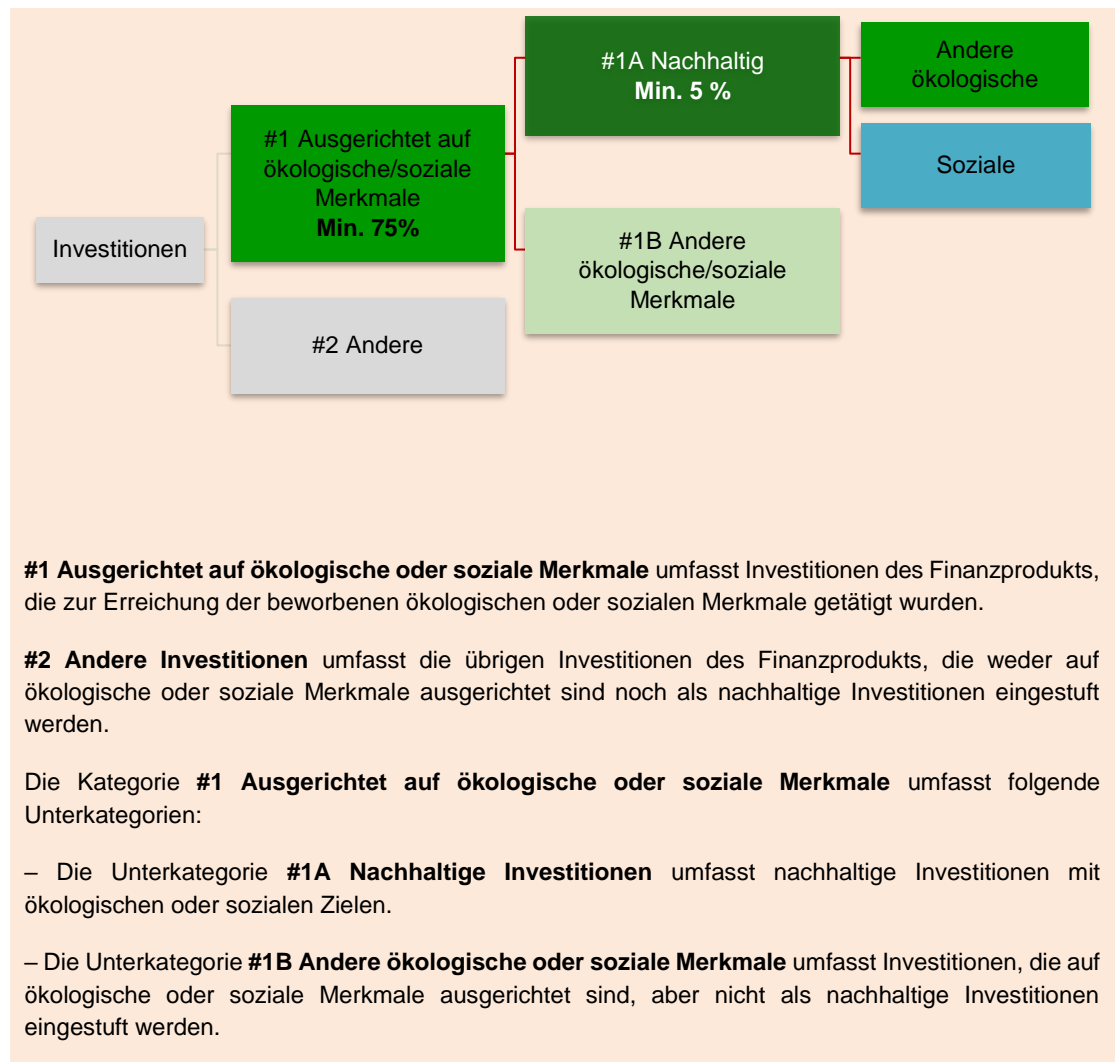 #1A Nachhaltig
Min. 5 %
Andere
ökologische
#1 Ausgerichtet auf
ökologische/soziale
Merkmale
Min. 75%
Soziale
Investitionen
#1B Andere
ökologische/soziale
Merkmale
#2 Andere
#1 Ausgerichtet auf ökologische oder soziale Merkmale umfasst Investitionen des Finanzprodukts,
die zur Erreichung der beworbenen ökologischen oder sozialen Merkmale getätigt wurden.
#2 Andere Investitionen umfasst die übrigen Investitionen des Finanzprodukts, die weder auf
ökologische oder soziale Merkmale ausgerichtet sind noch als nachhaltige Investitionen eingestuft
werden.
Die Kategorie #1 Ausgerichtet auf ökologische oder soziale Merkmale umfasst folgende
Unterkategorien:
– Die Unterkategorie #1A Nachhaltige Investitionen umfasst nachhaltige Investitionen mit
ökologischen oder sozialen Zielen.
– Die Unterkategorie #1B Andere ökologische oder soziale Merkmale umfasst Investitionen, die auf
ökologische oder soziale Merkmale ausgerichtet sind, aber nicht als nachhaltige Investitionen
eingestuft werden.